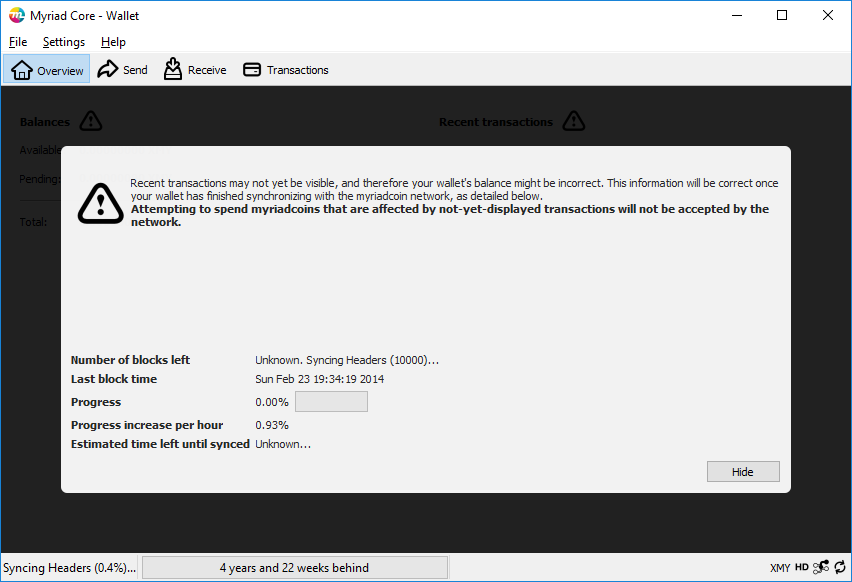 Myriad Core - Wallet
File Settings Help
Overview Send Receive Transactions
Balances Recent transactions
Available
Pending:
Total:
Recent transactions may not yet be visible, and therefore your wallet's balance might be incorrect. This information will be correct once
your wallet has finished synchronizing with the myriadcoin network, as detailed below.
Attempting to spend myriadcoins that are affected by not-yet-displayed transactions will not be accepted by the
network.
Number of blocks left Unknown. Syncing Headers (10000)...
Last block time Sun Feb 23 19:34:19 2014
Progress 0.00%
Progress increase per hour 0.93%
Estimated time left until synced Unknown...
Hide
Syncing Headers (0.4%)... 4 years and 22 weeks behind XMY HD